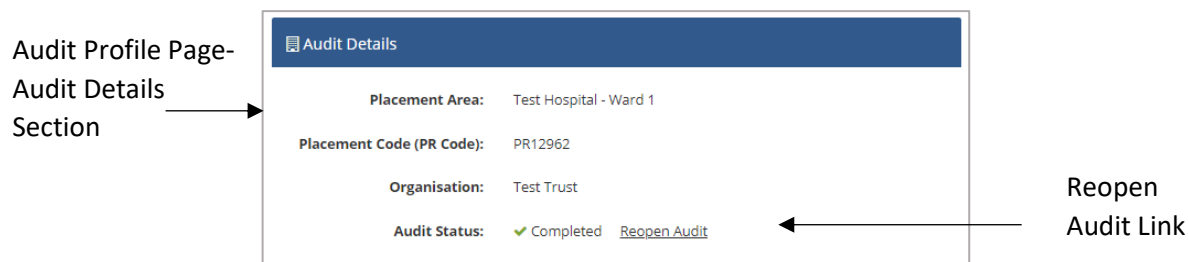 Audit Profile Page-
Audit Details
Section
Audit Details
Placement Area: Test Hospital - Ward 1
Placement Code (PR Code): PR12962
Organisation: Test Trust
Audit Status: ✔ Completed Reopen Audit
Reopen
Audit Link